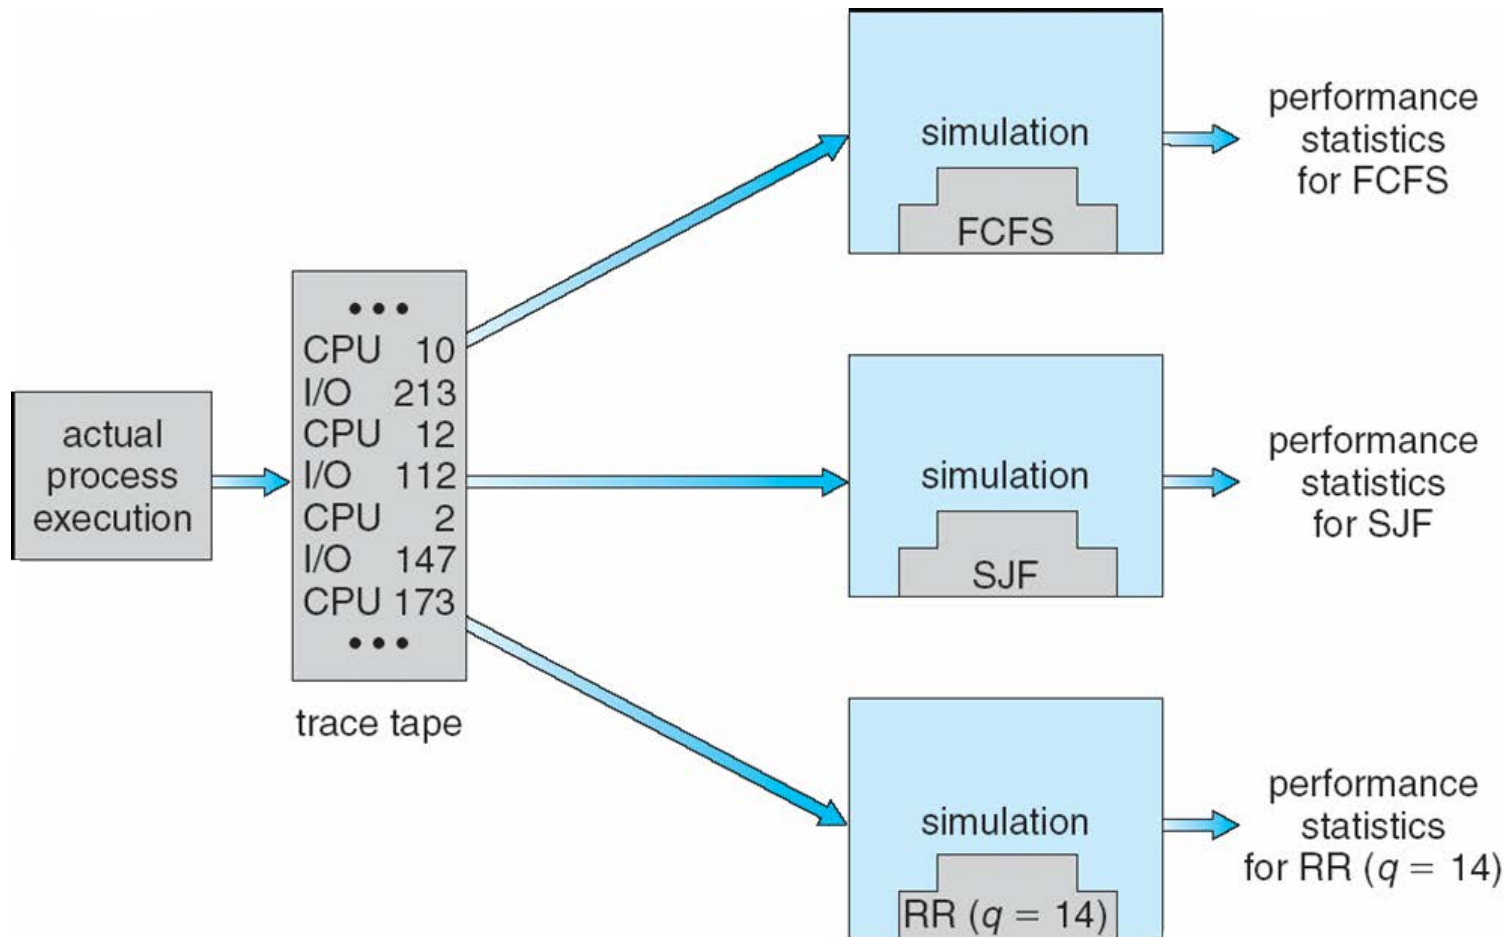 actual
process
execution
• • •
CPU 10
I/O 213
CPU 12
I/O 112
CPU 2
I/O 147
CPU 173
• • •
trace tape
simulation
FCFS
performance
statistics
for FCFS
simulation
SJF
performance
statistics
for SJF
simulation
RR (q = 14)
performance
statistics
for RR (q = 14)